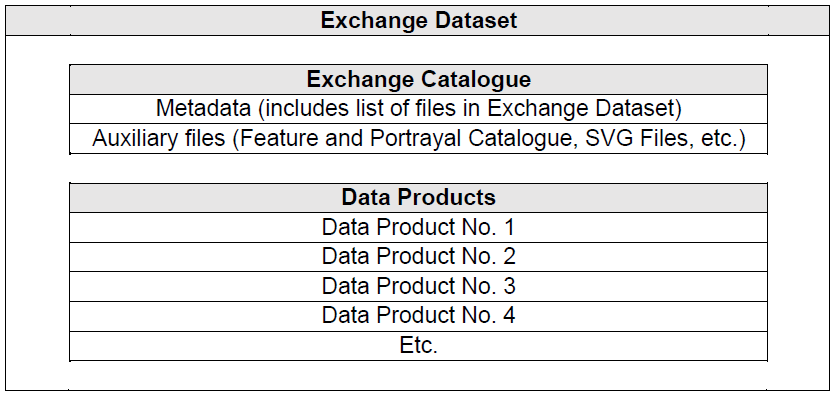 Exchange Dataset
Exchange Catalogue
Metadata (includes list of files in Exchange Dataset)
Auxiliary files (Feature and Portrayal Catalogue, SVG Files, etc.)
Data Products
Data Product No. 1
Data Product No. 2
Data Product No. 3
Data Product No. 4
Etc.